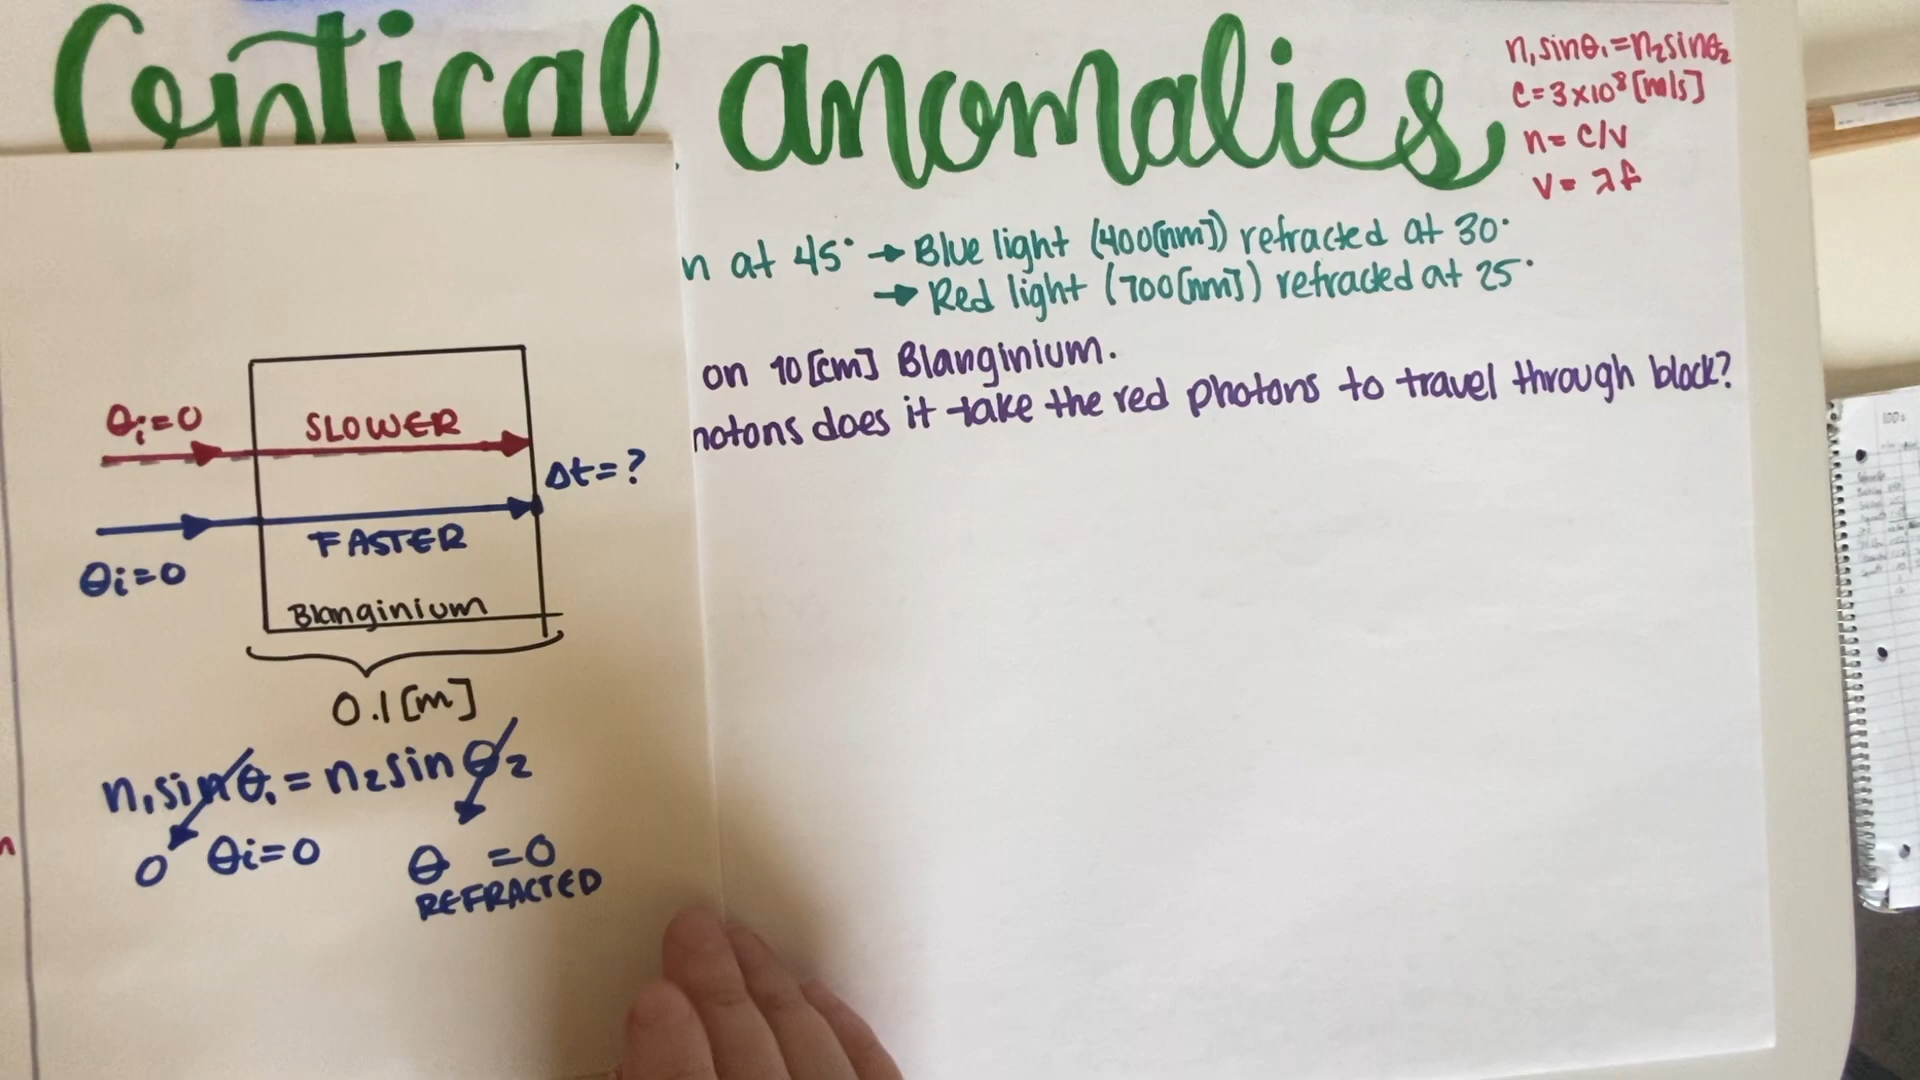 Optical anomalies
n₁sinθ₁=n₂sinθ₂
c=3×10⁸[m/s]
n=c/v
v=λf
n at 45° → Blue light (400[nm]) refracted at 30°
→ Red light (700[nm]) refracted at 25°
on 10[cm] Blanginium.
hotons does it take the red photons to travel through block?
θi=0
SLOWER
Δt=?
FASTER
θi=0
Blanginium
0.1[m]
n₁sinθ₁=n₂sinθ₂
0 θi=0
θ =0
REFRACTED